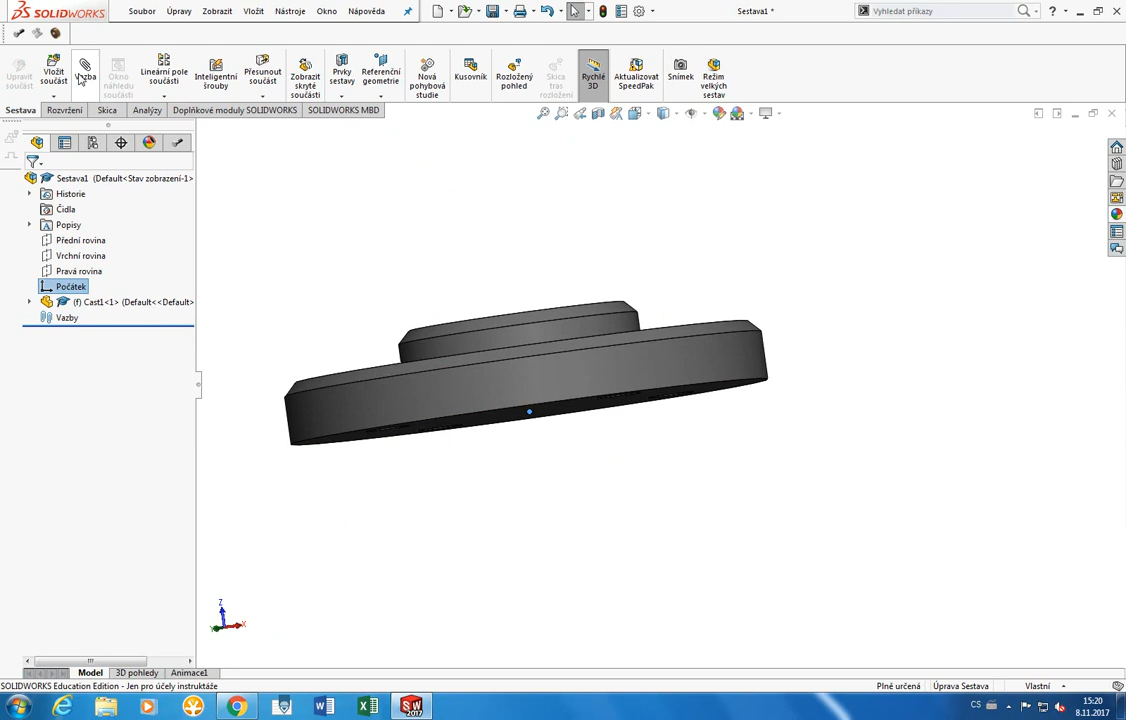 SOLIDWORKS
Soubor Úpravy Zobrazit Vložit Nástroje Okno Nápověda
Sestava1 *
Vyhledat příkazy
Upravit součást
Vložit součást
Vazba
Okno náhledu součásti
Lineární pole součásti
Inteligentní šrouby
Přesunout součást
Zobrazit skryté součásti
Prvky sestavy
Referenční geometrie
Nová pohybová studie
Kusovník
Rozložený pohled
Skica tras rozložení
Rychlé 3D
Aktualizovat SpeedPak
Snímek
Režim velkých sestav
Sestava Rozvržení Skica Analýzy Doplňkové moduly SOLIDWORKS SOLIDWORKS MBD
Sestava1 (Default<Stav zobrazení-1>
Historie
Čidla
Popisy
Přední rovina
Vrchní rovina
Pravá rovina
Počátek
(f) Cast1<1> (Default<<Default>
Vazby
Z
Y
X
Model 3D pohledy Animace1
SOLIDWORKS Education Edition - Jen pro účely instruktáže
Plně určená Úprava Sestava Vlastní
SW
2017
CS
15:20
8.11.2017